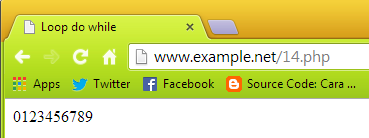 Loop do while
www.example.net/14.php
Apps Twitter Facebook Source Code: Cara ...
0123456789